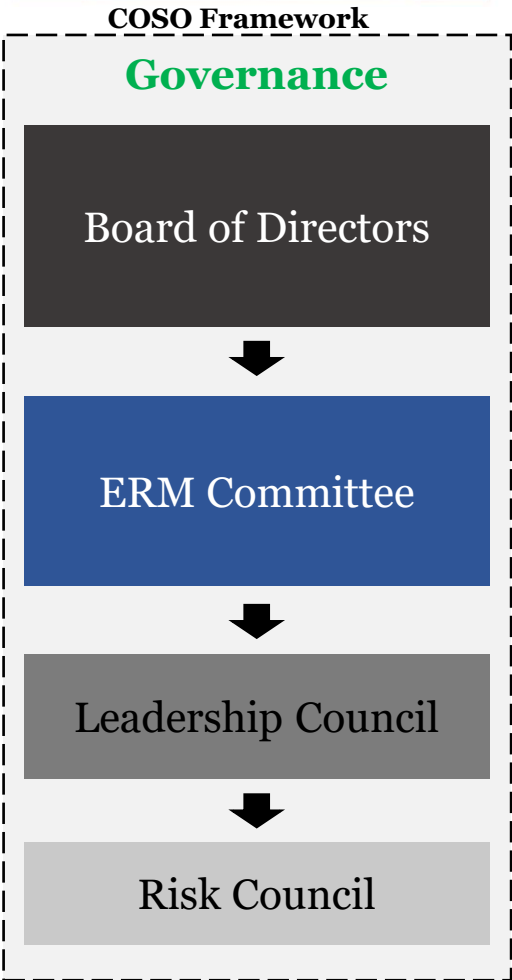 COSO Framework
Governance
Board of Directors
ERM Committee
Leadership Council
Risk Council